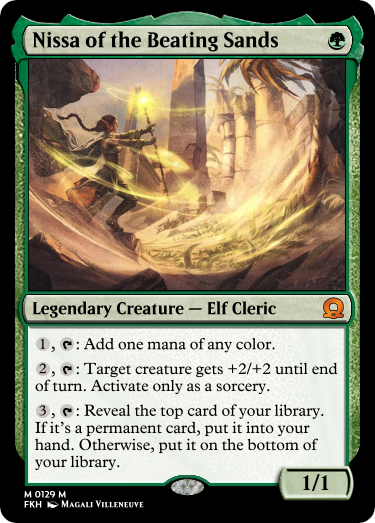 Nissa of the Beating Sands
Legendary Creature — Elf Cleric
1, T: Add one mana of any color.
2, T: Target creature gets +2/+2 until end
of turn. Activate only as a sorcery.
3, T: Reveal the top card of your library.
If it's a permanent card, put it into your
hand. Otherwise, put it on the bottom of
your library.
1/1
M 0129 M
FKH MAGALI VILLENEUVE